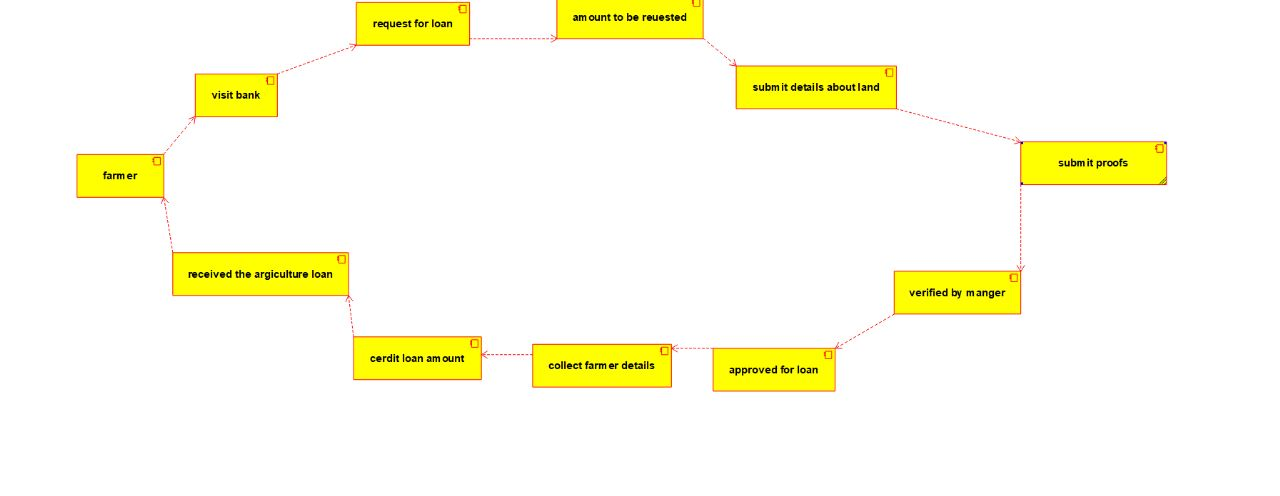 request for loan
amount to be reuested
visit bank
submit details about land
submit proofs
farmer
received the argiculture loan
verified by manger
cerdit loan amount
collect farmer details
approved for loan